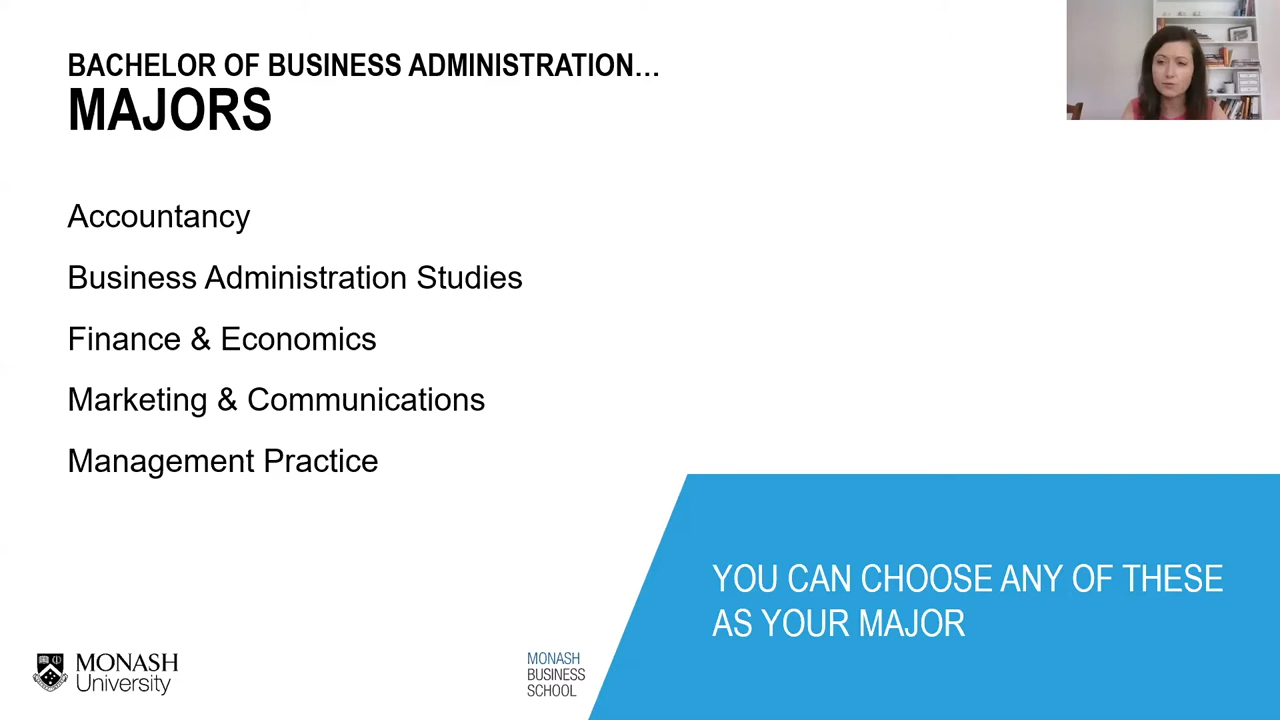 BACHELOR OF BUSINESS ADMINISTRATION…
MAJORS
Accountancy
Business Administration Studies
Finance & Economics
Marketing & Communications
Management Practice
YOU CAN CHOOSE ANY OF THESE
AS YOUR MAJOR
MONASH
University
MONASH
BUSINESS
SCHOOL